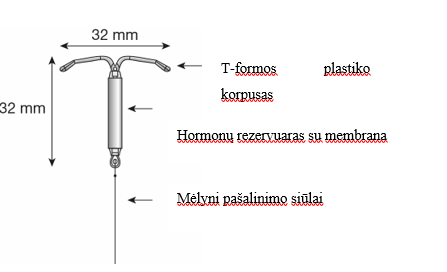 32 mm
T-formos plastiko
korpusas
32 mm
Hormonų rezervuaras su membrana
Mėlyni pašalinimo siūlai